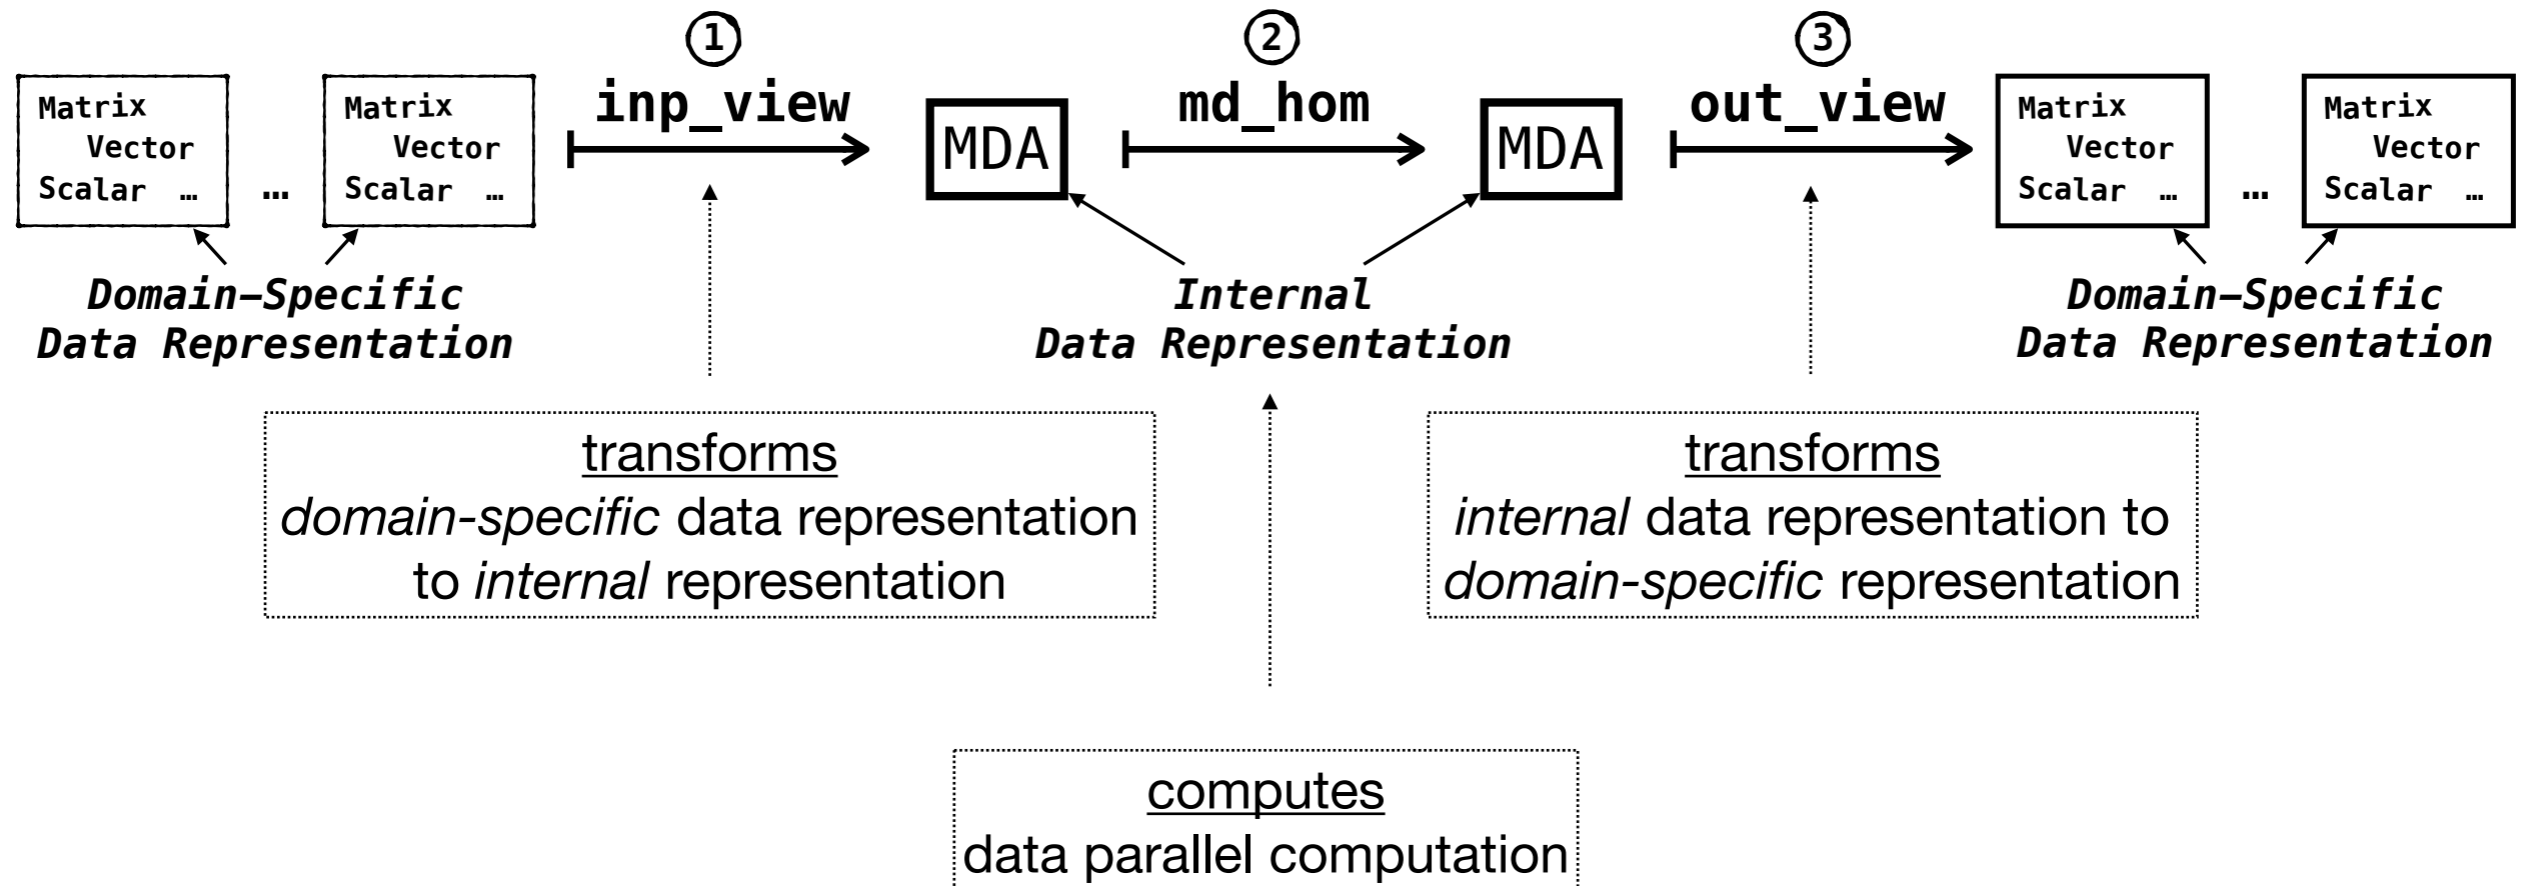 1
2
3
inp_view
md_hom
out_view
Matrix
Vector
Scalar …
…
Matrix
Vector
Scalar …
MDA
MDA
Matrix
Vector
Scalar …
…
Matrix
Vector
Scalar …
Domain–Specific
Data Representation
Internal
Data Representation
Domain–Specific
Data Representation
transforms
domain-specific data representation
to internal representation
transforms
internal data representation to
domain-specific representation
computes
data parallel computation